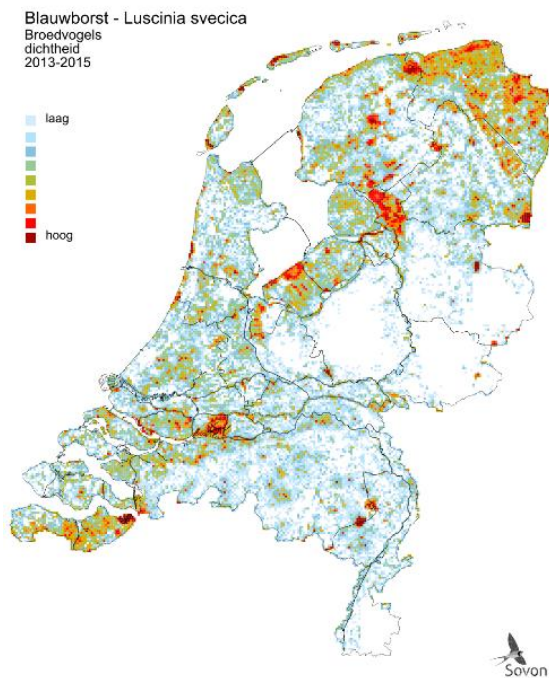 Blauwborst - Luscinia svecica
Broedvogels
dichtheid
2013-2015
laag
hoog
Sovon